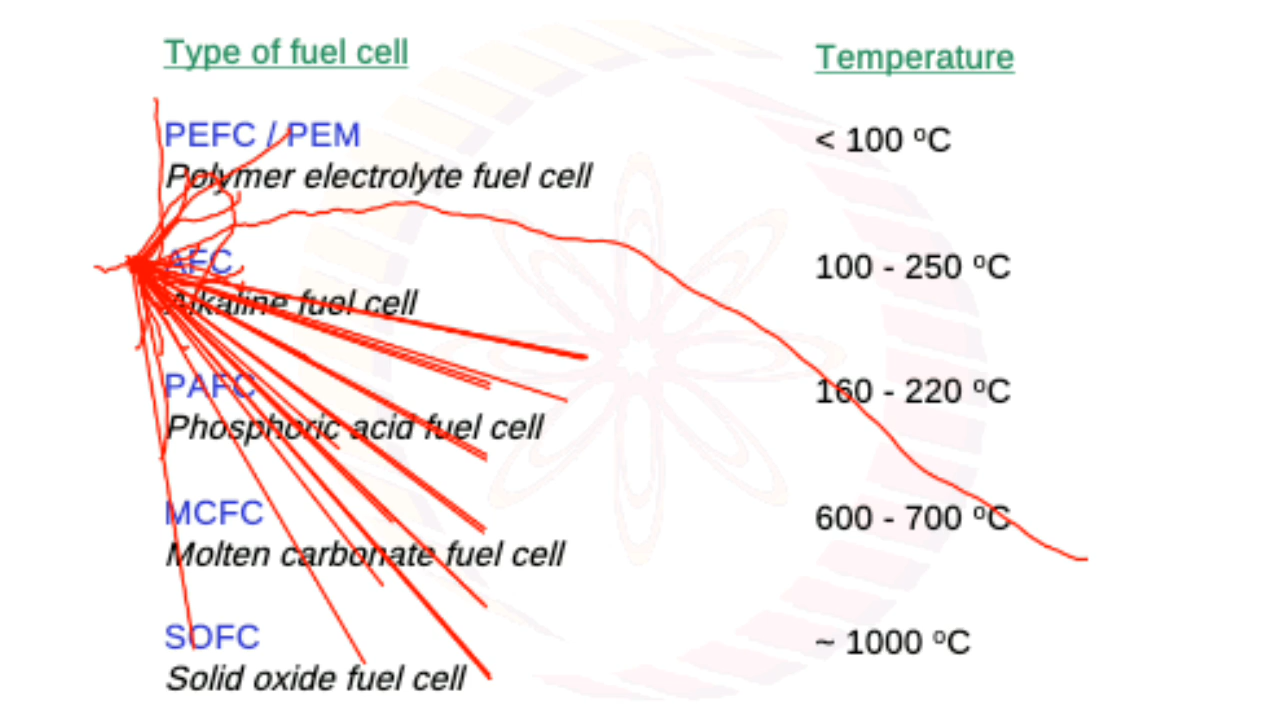 Type of fuel cell Temperature
PEFC / PEM < 100 ºC
Polymer electrolyte fuel cell
AFC 100 - 250 ºC
Alkaline fuel cell
PAFC 160 - 220 ºC
Phosphoric acid fuel cell
MCFC 600 - 700 ºC
Molten carbonate fuel cell
SOFC ~ 1000 ºC
Solid oxide fuel cell